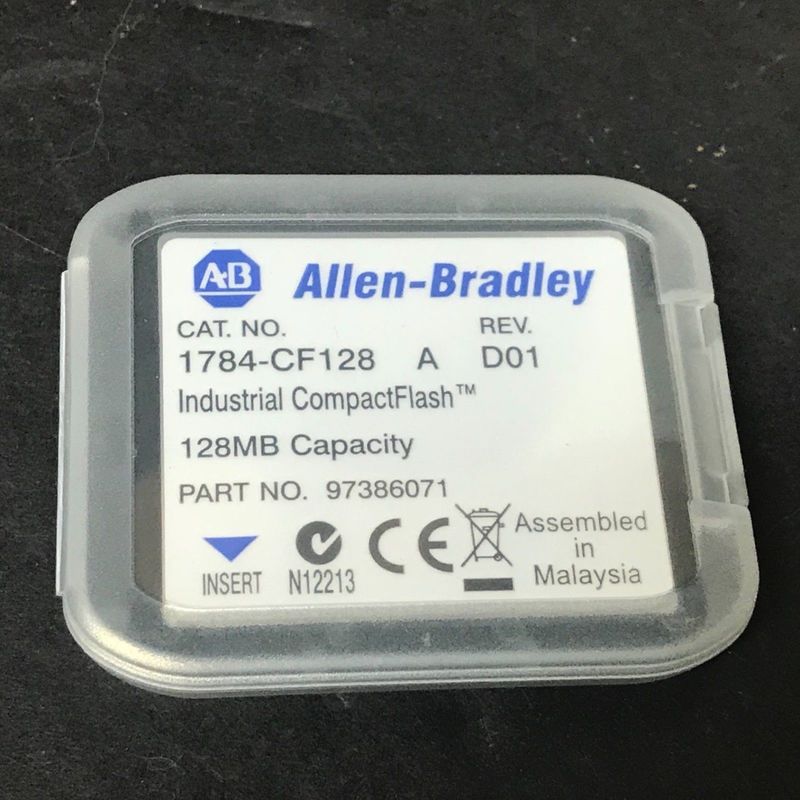 A-B Allen-Bradley
CAT. NO. REV.
1784-CF128 A D01
Industrial CompactFlash™
128MB Capacity
PART NO. 97386071
INSERT N12213 CE Assembled
in
Malaysia